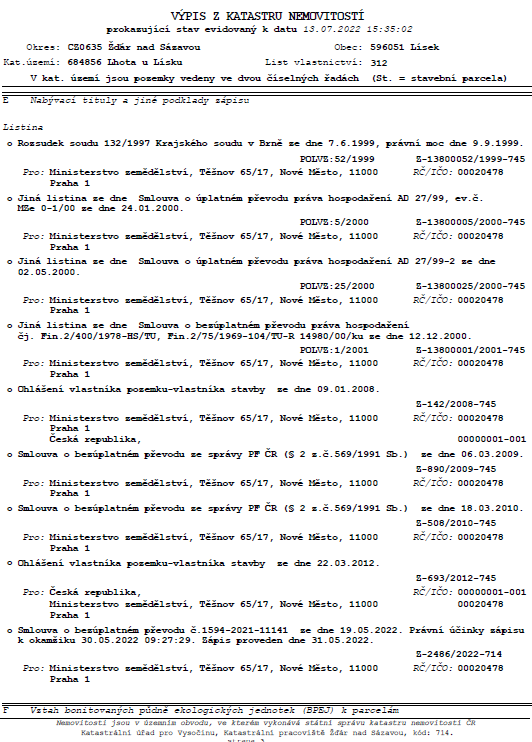 VÝPIS Z KATASTRU NEMOVITOSTÍ
prokazující stav evidovaný k datu 13.07.2022 15:35:02
Okres: CZ0635 Žďár nad Sázavou Obec: 596051 Lísek
Kat.území: 684856 Lhota u Lísku List vlastnictví: 312
V kat. území jsou pozemky vedeny ve dvou číselných řadách (St. = stavební parcela)
E Nabývací tituly a jiné podklady zápisu
Listina
o Rozsudek soudu 132/1997 Krajského soudu v Brně ze dne 7.6.1999, právní moc dne 9.9.1999.
POLVZ:52/1999 Z-13800052/1999-745
Pro: Ministerstvo zemědělství, Těšnov 65/17, Nové Město, 11000 RČ/IČO: 00020478
Praha 1
o Jiná listina ze dne Smlouva o úplatném převodu práva hospodaření AD 27/99, ev.č.
MZe 0-1/00 ze dne 24.01.2000.
POLVZ:5/2000 Z-13800005/2000-745
Pro: Ministerstvo zemědělství, Těšnov 65/17, Nové Město, 11000 RČ/IČO: 00020478
Praha 1
o Jiná listina ze dne Smlouva o úplatném převodu práva hospodaření AD 27/99-2 ze dne
02.05.2000.
POLVZ:25/2000 Z-13800025/2000-745
Pro: Ministerstvo zemědělství, Těšnov 65/17, Nové Město, 11000 RČ/IČO: 00020478
Praha 1
o Jiná listina ze dne Smlouva o bezúplatném převodu práva hospodaření
čj. Fin.2/400/1978-HS/TU, Fin.2/75/1969-104/TU-R 14980/00/ku ze dne 12.12.2000.
POLVZ:1/2001 Z-13800001/2001-745
Pro: Ministerstvo zemědělství, Těšnov 65/17, Nové Město, 11000 RČ/IČO: 00020478
Praha 1
o Ohlášení vlastníka pozemku-vlastníka stavby ze dne 09.01.2008.
Z-142/2008-745
Pro: Ministerstvo zemědělství, Těšnov 65/17, Nové Město, 11000 RČ/IČO: 00020478
Praha 1
Česká republika, 00000001-001
o Smlouva o bezúplatném převodu ze správy PF ČR (§ 2 z.č.569/1991 Sb.) ze dne 06.03.2009.
Z-890/2009-745
Pro: Ministerstvo zemědělství, Těšnov 65/17, Nové Město, 11000 RČ/IČO: 00020478
Praha 1
o Smlouva o bezúplatném převodu ze správy PF ČR (§ 2 z.č.569/1991 Sb.) ze dne 18.03.2010.
Z-508/2010-745
Pro: Ministerstvo zemědělství, Těšnov 65/17, Nové Město, 11000 RČ/IČO: 00020478
Praha 1
o Ohlášení vlastníka pozemku-vlastníka stavby ze dne 22.03.2012.
Z-693/2012-745
Pro: Česká republika, RČ/IČO: 00000001-001
Ministerstvo zemědělství, Těšnov 65/17, Nové Město, 11000 00020478
Praha 1
o Smlouva o bezúplatném převodu č.1594-2021-11141 ze dne 19.05.2022. Právní účinky zápisu
k okamžiku 30.05.2022 09:27:29. Zápis proveden dne 31.05.2022.
Z-2486/2022-714
Pro: Ministerstvo zemědělství, Těšnov 65/17, Nové Město, 11000 RČ/IČO: 00020478
Praha 1
F Vztah bonitovaných půdně ekologických jednotek (BPEJ) k parcelám
Nemovitosti jsou v územním obvodu, ve kterém vykonává státní správu katastru nemovitostí ČR
Katastrální úřad pro Vysočinu, Katastrální pracoviště Žďár nad Sázavou, kód: 714.